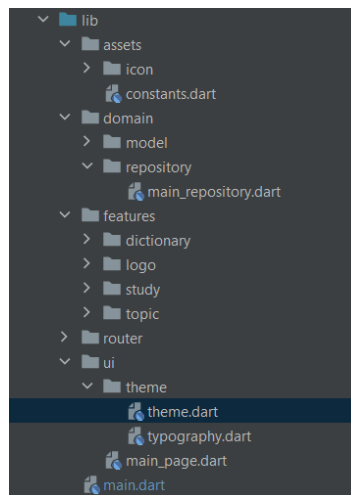 lib
assets
icon
constants.dart
domain
model
repository
main_repository.dart
features
dictionary
logo
study
topic
router
ui
theme
theme.dart
typography.dart
main_page.dart
main.dart